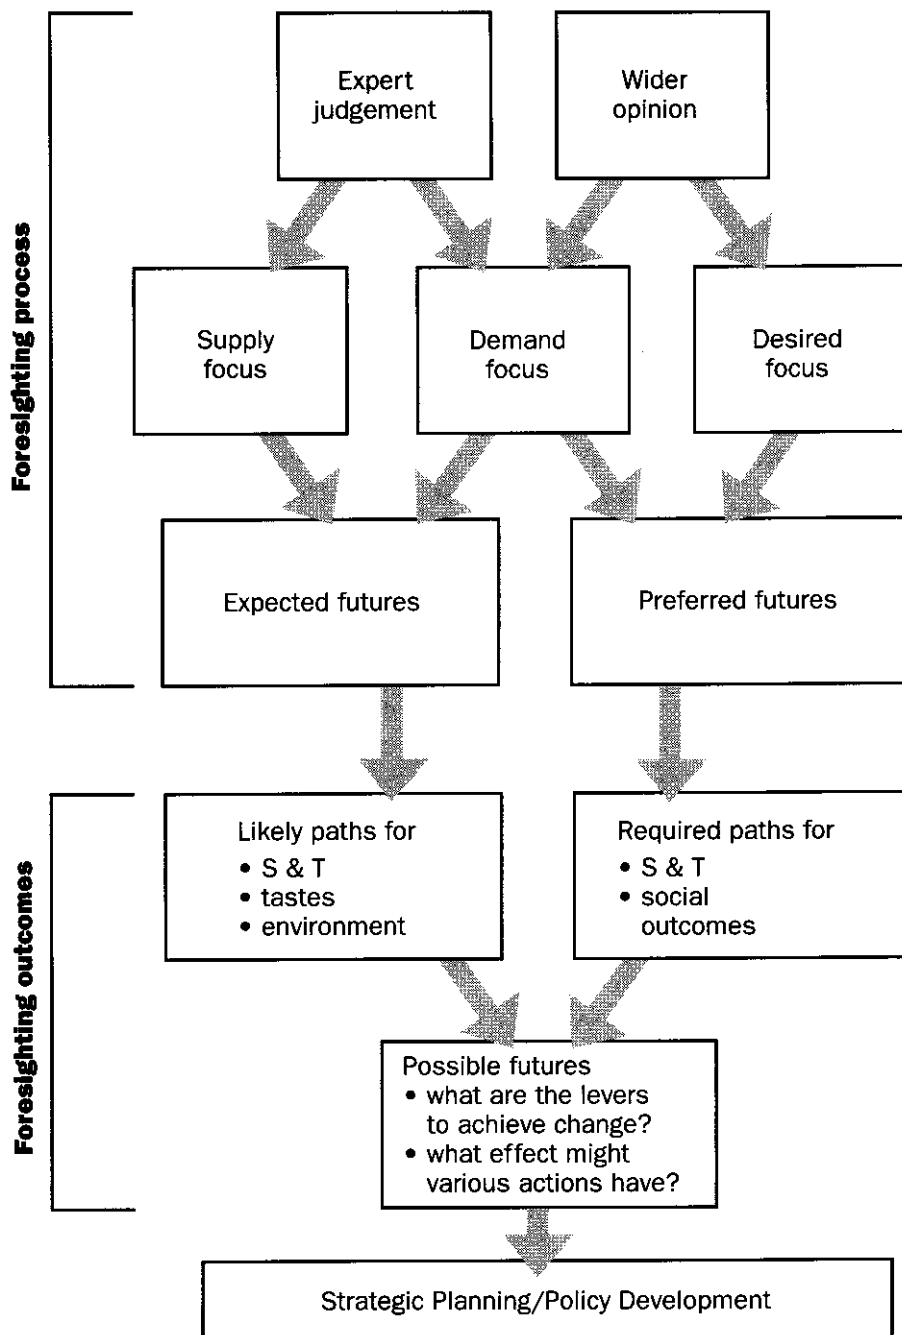 Foresighting process
Expert
judgement
Wider
opinion
Supply
focus
Demand
focus
Desired
focus
Expected futures
Preferred futures
Foresighting outcomes
Likely paths for
• S & T
• tastes
• environment
Required paths for
• S & T
• social
outcomes
Possible futures
• what are the levers
to achieve change?
• what effect might
various actions have?
Strategic Planning/Policy Development